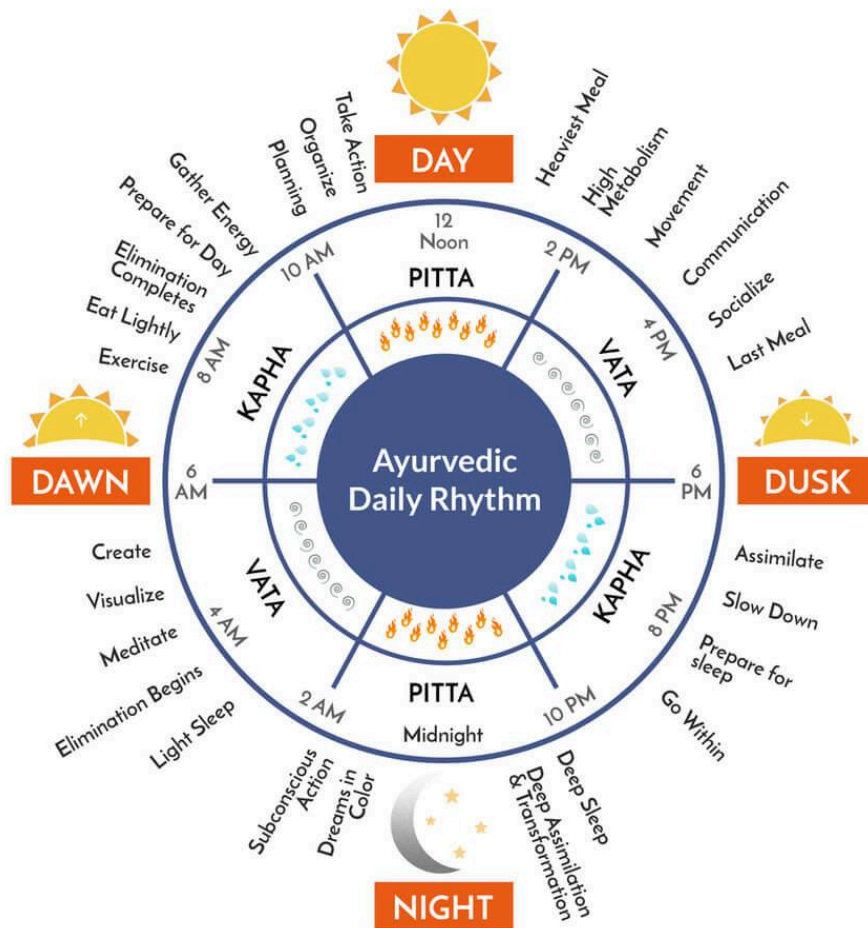 DAY
Take Action
Organize
Planning
Gather Energy
Prepare for Day
Elimination
Completes
Eat Lightly
Exercise
Heaviest Meal
High
Metabolism
Movement
Communication
Socialize
Last Meal
12
Noon
PITTA
10 AM
2 PM
8 AM
KAPHA
VATA
4 PM
DAWN
6
AM
Ayurvedic
Daily Rhythm
6
PM
DUSK
Create
Visualize
Meditate
Elimination Begins
Light Sleep
4 AM
VATA
KAPHA
8 PM
2 AM
PITTA
Midnight
10 PM
Assimilate
Slow Down
Prepare for
sleep
Go Within
Subconscious
Action
Dreams in
Color
Deep Sleep
Deep Assimilation
& Transformation
NIGHT